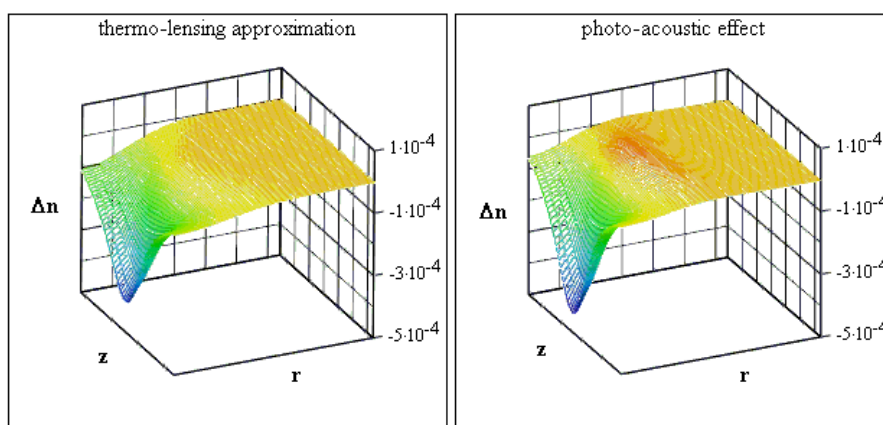 thermo-lensing approximation
Δn
1·10-4
-1·10-4
-3·10-4
-5·10-4
z
r
photo-acoustic effect
Δn
1·10-4
-1·10-4
-3·10-4
-5·10-4
z
r